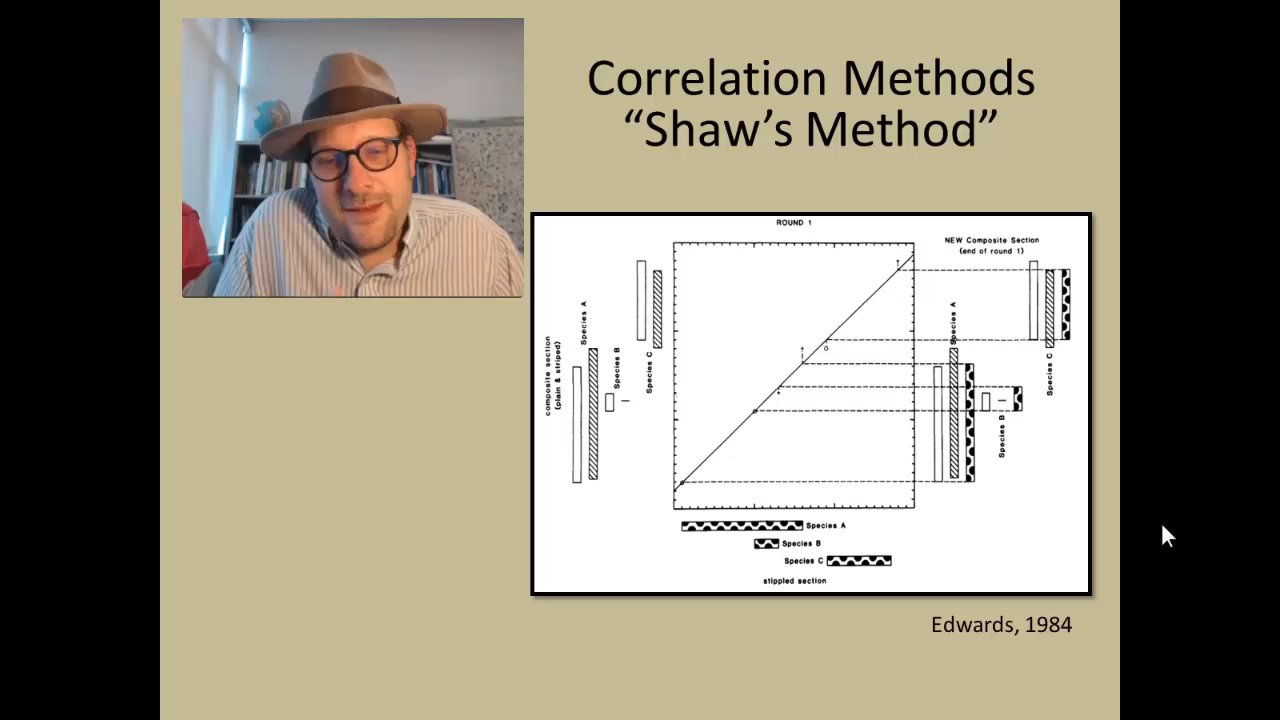 Correlation Methods
“Shaw’s Method”
ROUND 1
NEW Composite Section
(end of round 1)
composite section
(plain & striped)
Species A
Species B
Species C
Species A
Species B
Species C
Species A
Species B
Species C
stippled section
Edwards, 1984